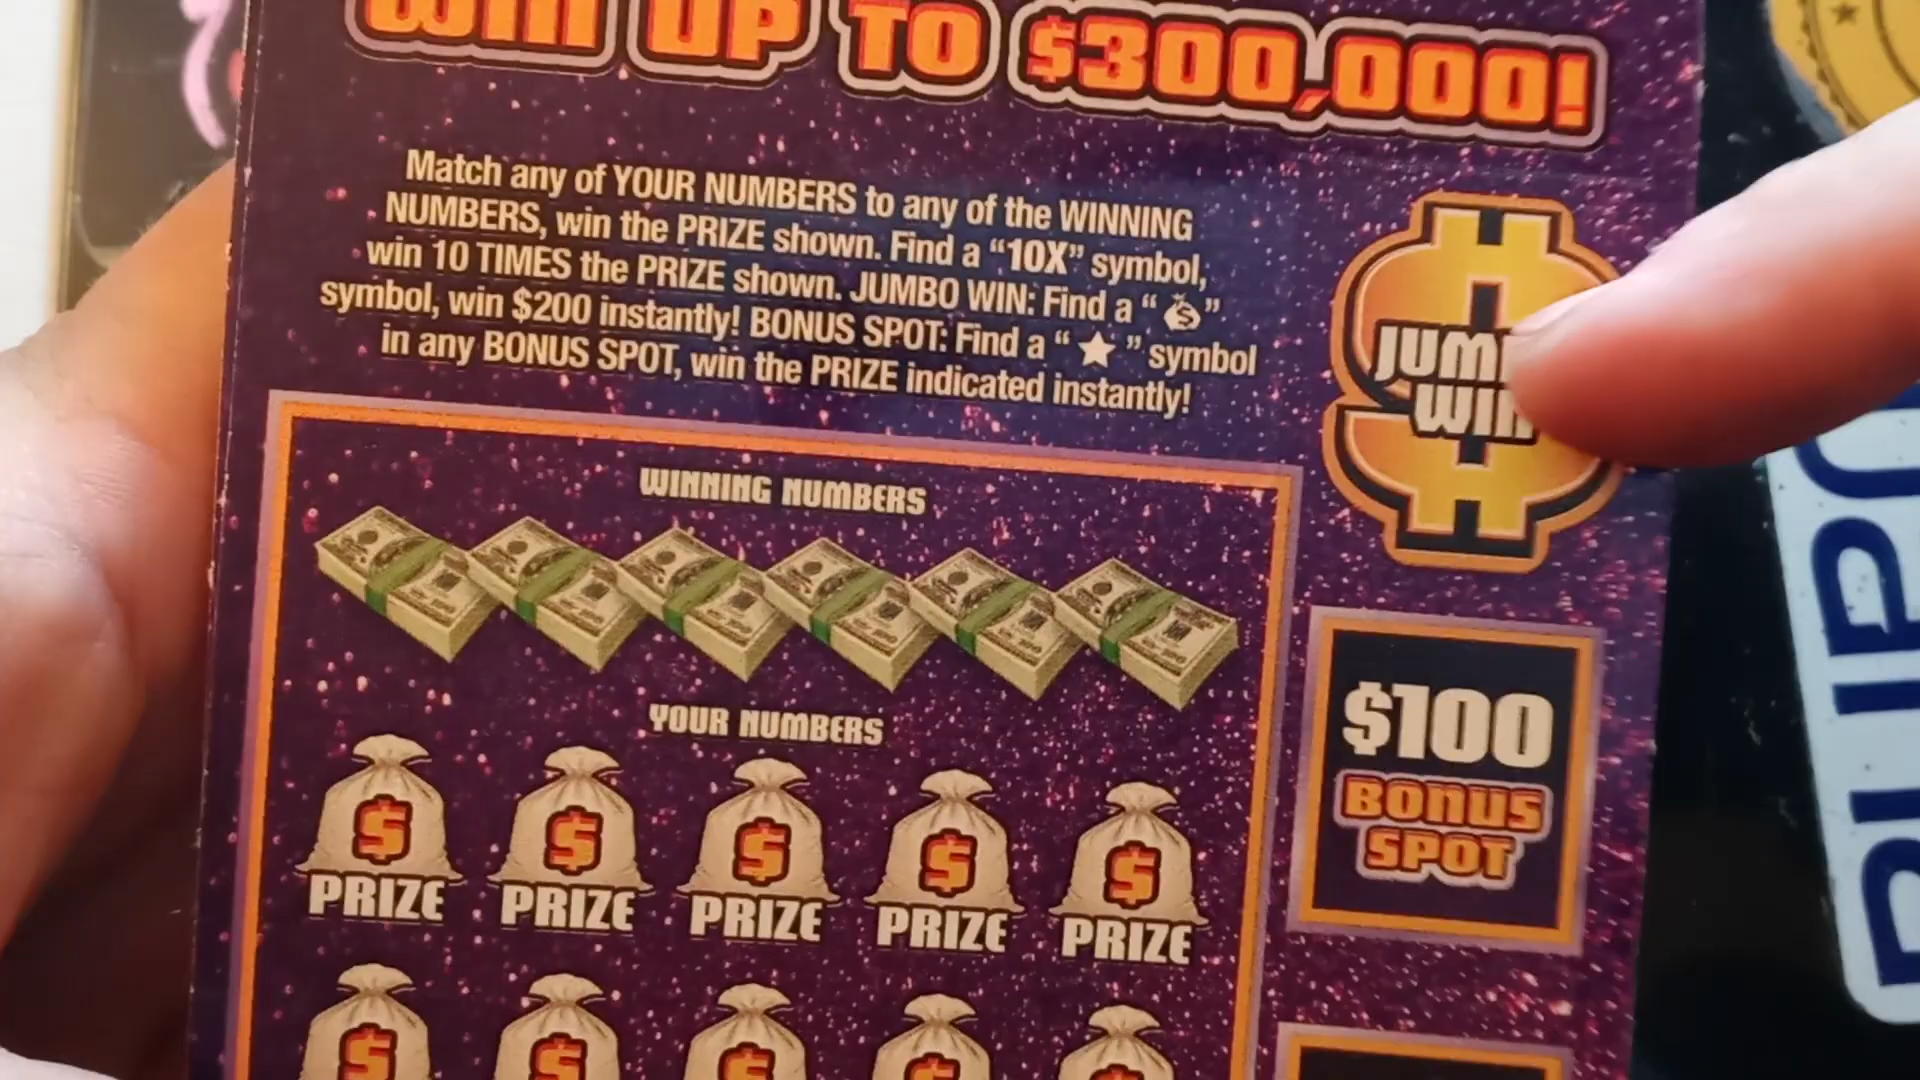 WIN UP TO $300,000!
Match any of YOUR NUMBERS to any of the WINNING
NUMBERS, win the PRIZE shown. Find a “10X” symbol,
win 10 TIMES the PRIZE shown. JUMBO WIN: Find a “ ”
symbol, win $200 instantly! BONUS SPOT: Find a “★” symbol
in any BONUS SPOT, win the PRIZE indicated instantly!
WIN
WINNING NUMBERS
YOUR NUMBERS
$ $ $ $ $
PRIZE PRIZE PRIZE PRIZE PRIZE
$ $ $ $ $
$100
BONUS
SPOT